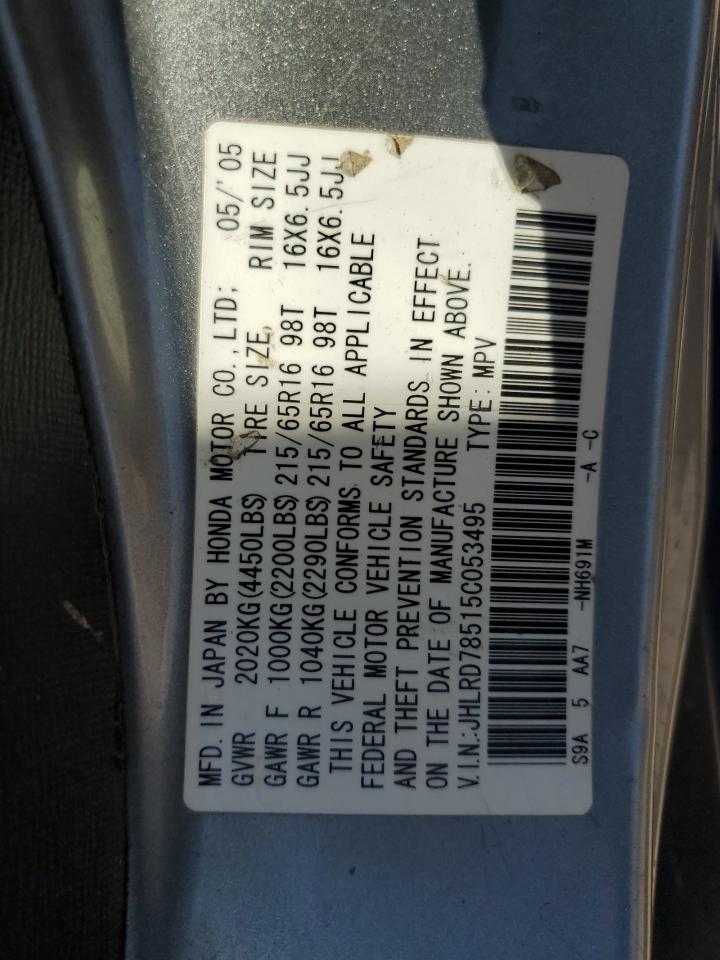 MFD. IN JAPAN BY HONDA MOTOR CO., LTD; 05/'05
GVWR 2020KG(4450LBS) TIRE SIZE RIM SIZE
GAWR F 1000KG(2200LBS) 215/65R16 98T 16X6.5JJ
GAWR R 1040KG(2290LBS) 215/65R16 98T 16X6.5JJ
THIS VEHICLE CONFORMS TO ALL APPLICABLE
FEDERAL MOTOR VEHICLE SAFETY
AND THEFT PREVENTION STANDARDS IN EFFECT
ON THE DATE OF MANUFACTURE SHOWN ABOVE.
V.I.N.:JHLRD78515C053495 TYPE: MPV
S9A 5 AA7 -NH691M -A -C